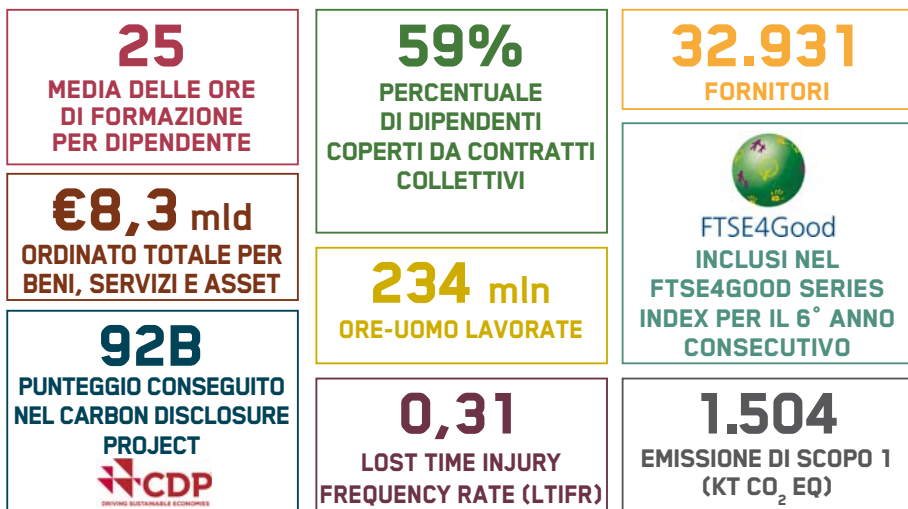 25
MEDIA DELLE ORE
DI FORMAZIONE
PER DIPENDENTE
€8,3 mld
ORDINATO TOTALE PER
BENI, SERVIZI E ASSET
92B
PUNTEGGIO CONSEGUITO
NEL CARBON DISCLOSURE
PROJECT
CDP
DRIVING SUSTAINABLE ECONOMIES
59%
PERCENTUALE
DI DIPENDENTI
COPERTI DA CONTRATTI
COLLETTIVI
234 mln
ORE-UOMO LAVORATE
0,31
LOST TIME INJURY
FREQUENCY RATE (LTIFR)
32.931
FORNITORI
FTSE4Good
INCLUSI NEL
FTSE4GOOD SERIES
INDEX PER IL 6° ANNO
CONSECUTIVO
1.504
EMISSIONE DI SCOPO 1
(KT CO₂ EQ)